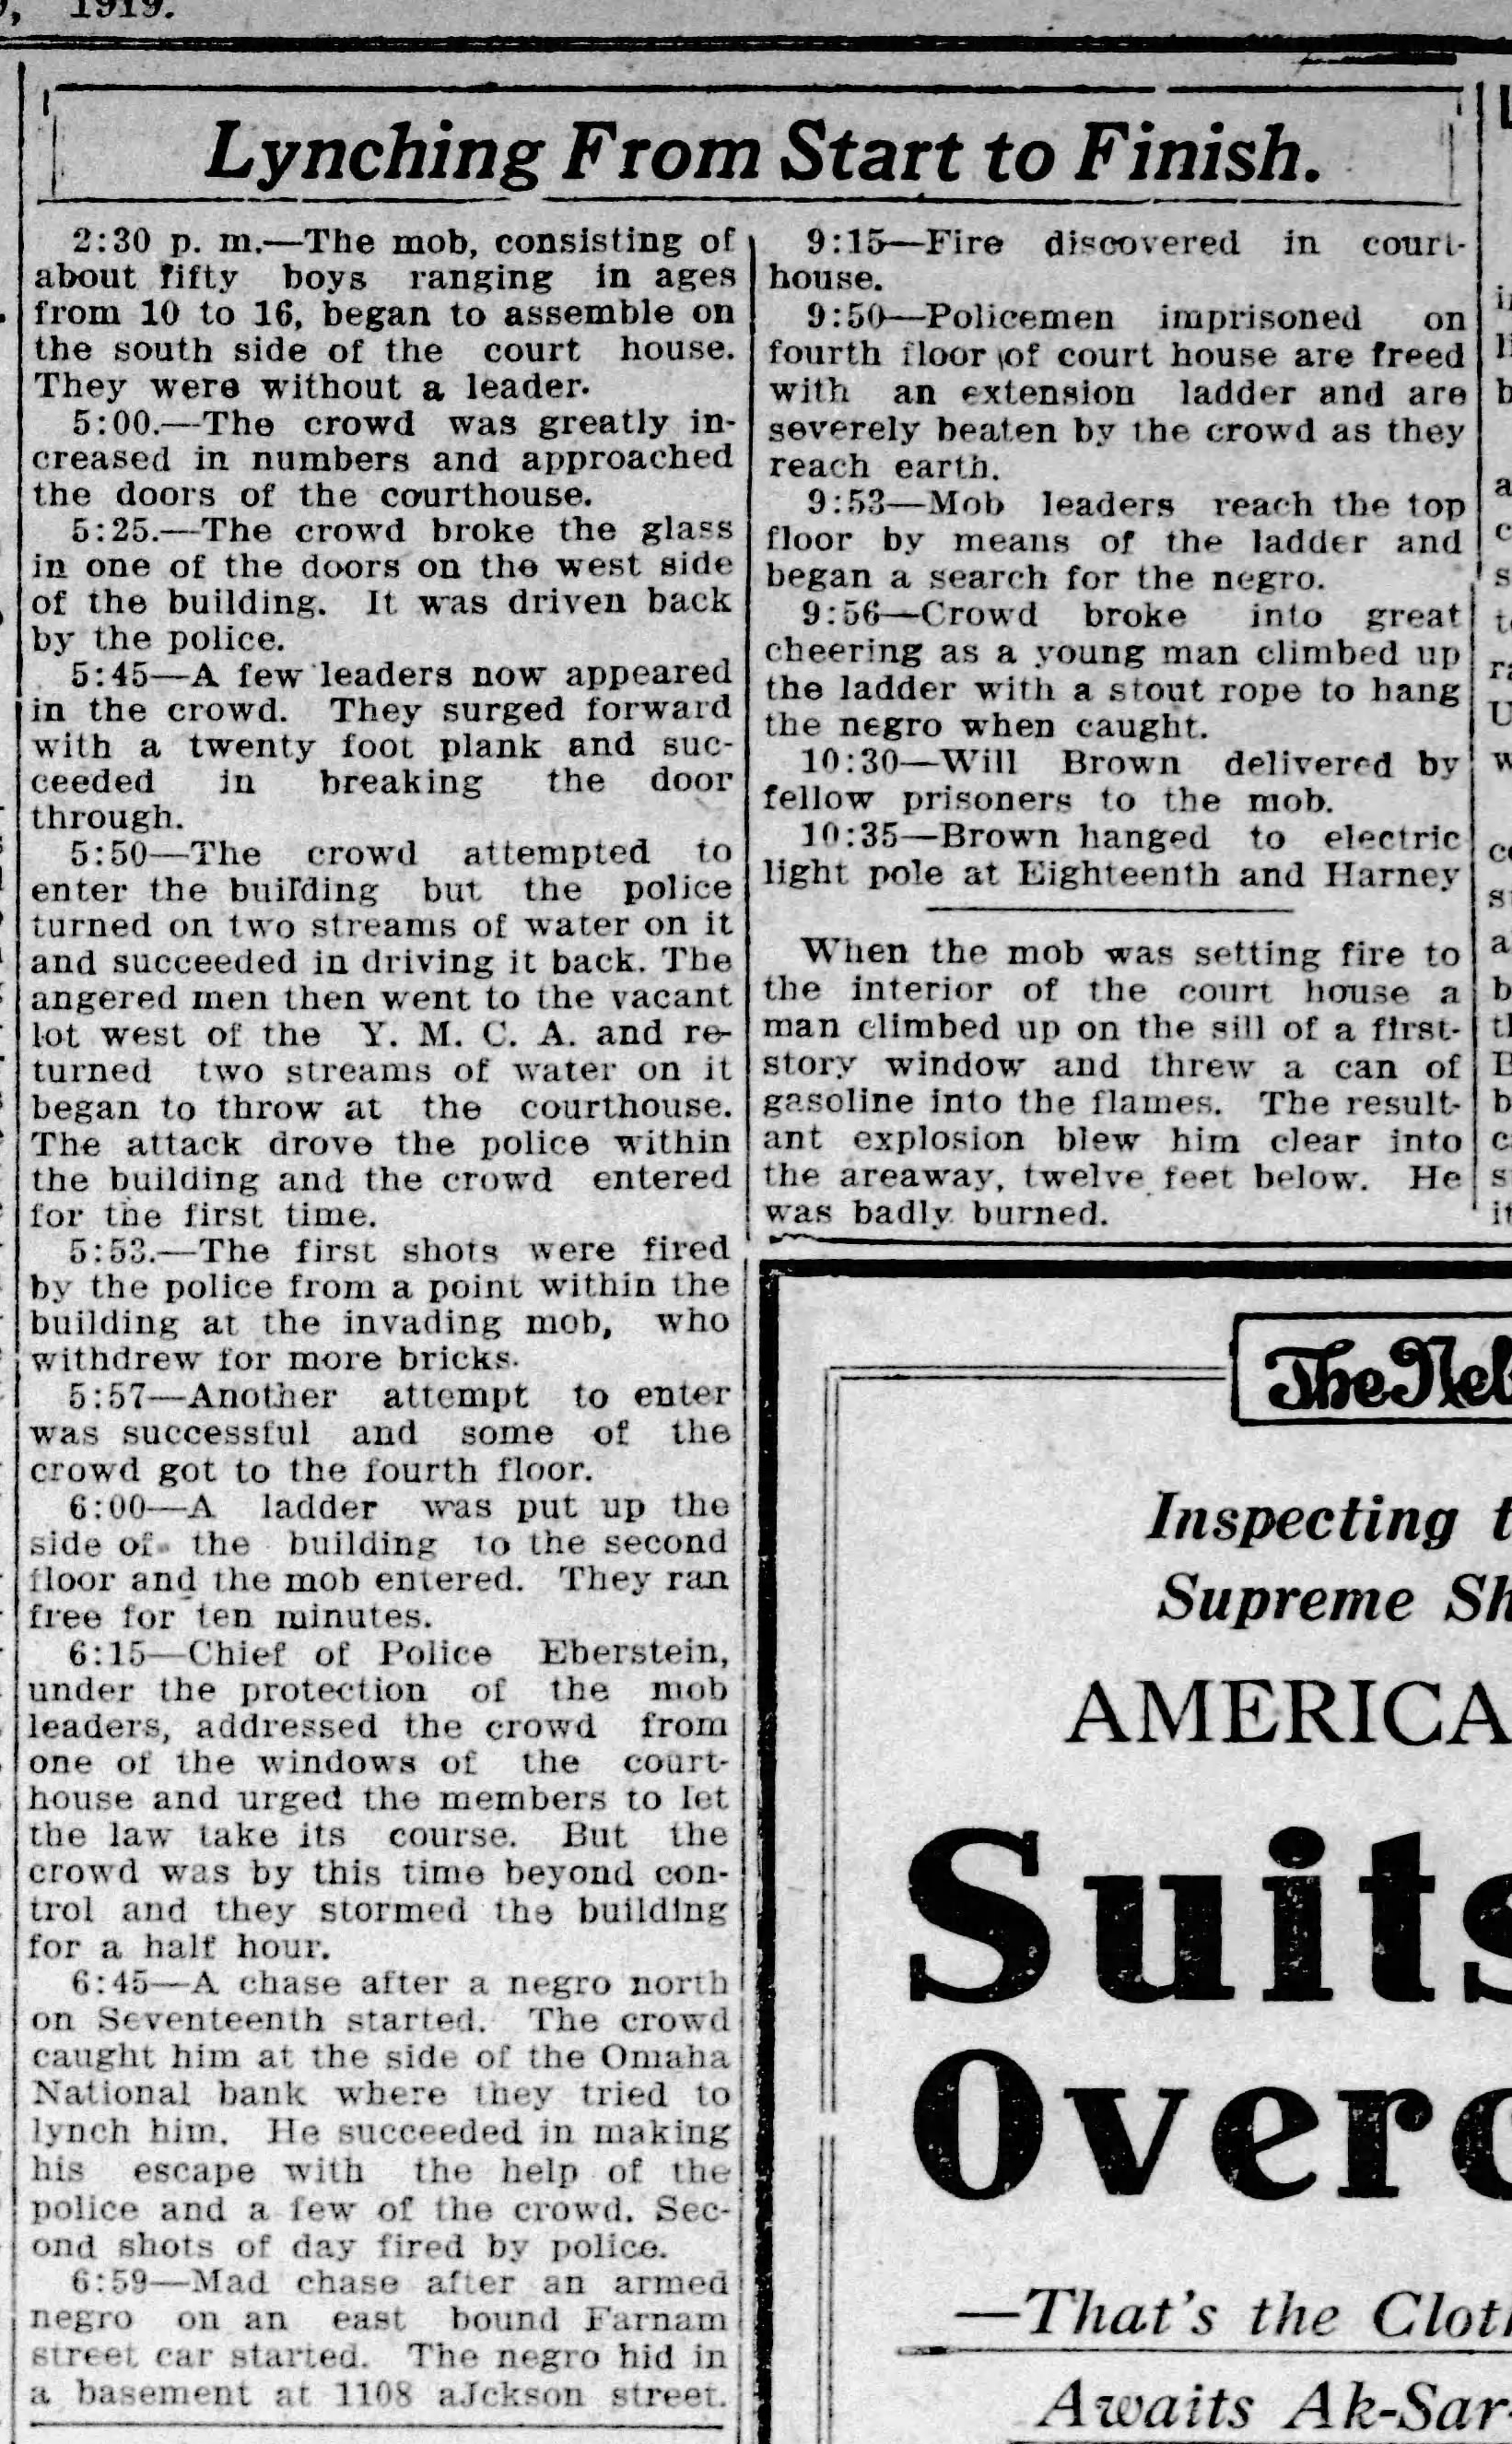 1919.
Lynching From Start to Finish.
2:30 p. m.—The mob, consisting of
about fifty boys ranging in ages
from 10 to 16, began to assemble on
the south side of the court house.
They were without a leader.
5:00.—The crowd was greatly in-
creased in numbers and approached
the doors of the courthouse.
5:25.—The crowd broke the glass
in one of the doors on the west side
of the building. It was driven back
by the police.
5:45—A few leaders now appeared
in the crowd. They surged forward
with a twenty foot plank and suc-
ceeded in breaking the door
through.
5:50—The crowd attempted to
enter the building but the police
turned on two streams of water on it
and succeeded in driving it back. The
angered men then went to the vacant
lot west of the Y. M. C. A. and re-
turned two streams of water on it
began to throw at the courthouse.
The attack drove the police within
the building and the crowd entered
for the first time.
5:53.—The first shots were fired
by the police from a point within the
building at the invading mob, who
withdrew for more bricks.
5:57—Another attempt to enter
was successful and some of the
crowd got to the fourth floor.
6:00—A ladder was put up the
side of the building to the second
floor and the mob entered. They ran
free for ten minutes.
6:15—Chief of Police Eberstein,
under the protection of the mob
leaders, addressed the crowd from
one of the windows of the court-
house and urged the members to let
the law take its course. But the
crowd was by this time beyond con-
trol and they stormed the building
for a half hour.
6:45—A chase after a negro north
on Seventeenth started. The crowd
caught him at the side of the Omaha
National bank where they tried to
lynch him. He succeeded in making
his escape with the help of the
police and a few of the crowd. Sec-
ond shots of day fired by police.
6:59—Mad chase after an armed
negro on an east bound Farnam
street car started. The negro hid in
a basement at 1108 aJckson street.
9:15—Fire discovered in court-
house.
9:50—Policemen imprisoned on
fourth floor of court house are freed
with an extension ladder and are
severely beaten by the crowd as they
reach earth.
9:53—Mob leaders reach the top
floor by means of the ladder and
began a search for the negro.
9:56—Crowd broke into great
cheering as a young man climbed up
the ladder with a stout rope to hang
the negro when caught.
10:30—Will Brown delivered by
fellow prisoners to the mob.
10:35—Brown hanged to electric
light pole at Eighteenth and Harney
When the mob was setting fire to
the interior of the court house a
man climbed up on the sill of a first-
story window and threw a can of
gasoline into the flames. The result-
ant explosion blew him clear into
the areaway, twelve feet below. He
was badly burned.
The Neb
Inspecting t
Supreme Sh
AMERICA
Suits
Overc
—That's the Cloth
Awaits Ak-Sar-